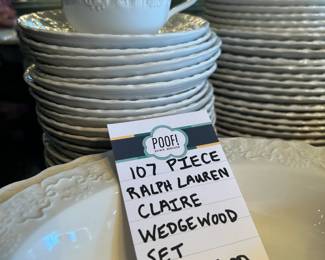 POOF!
107 PIECE
RALPH LAUREN
CLAIRE
WEDGEWOOD
SET